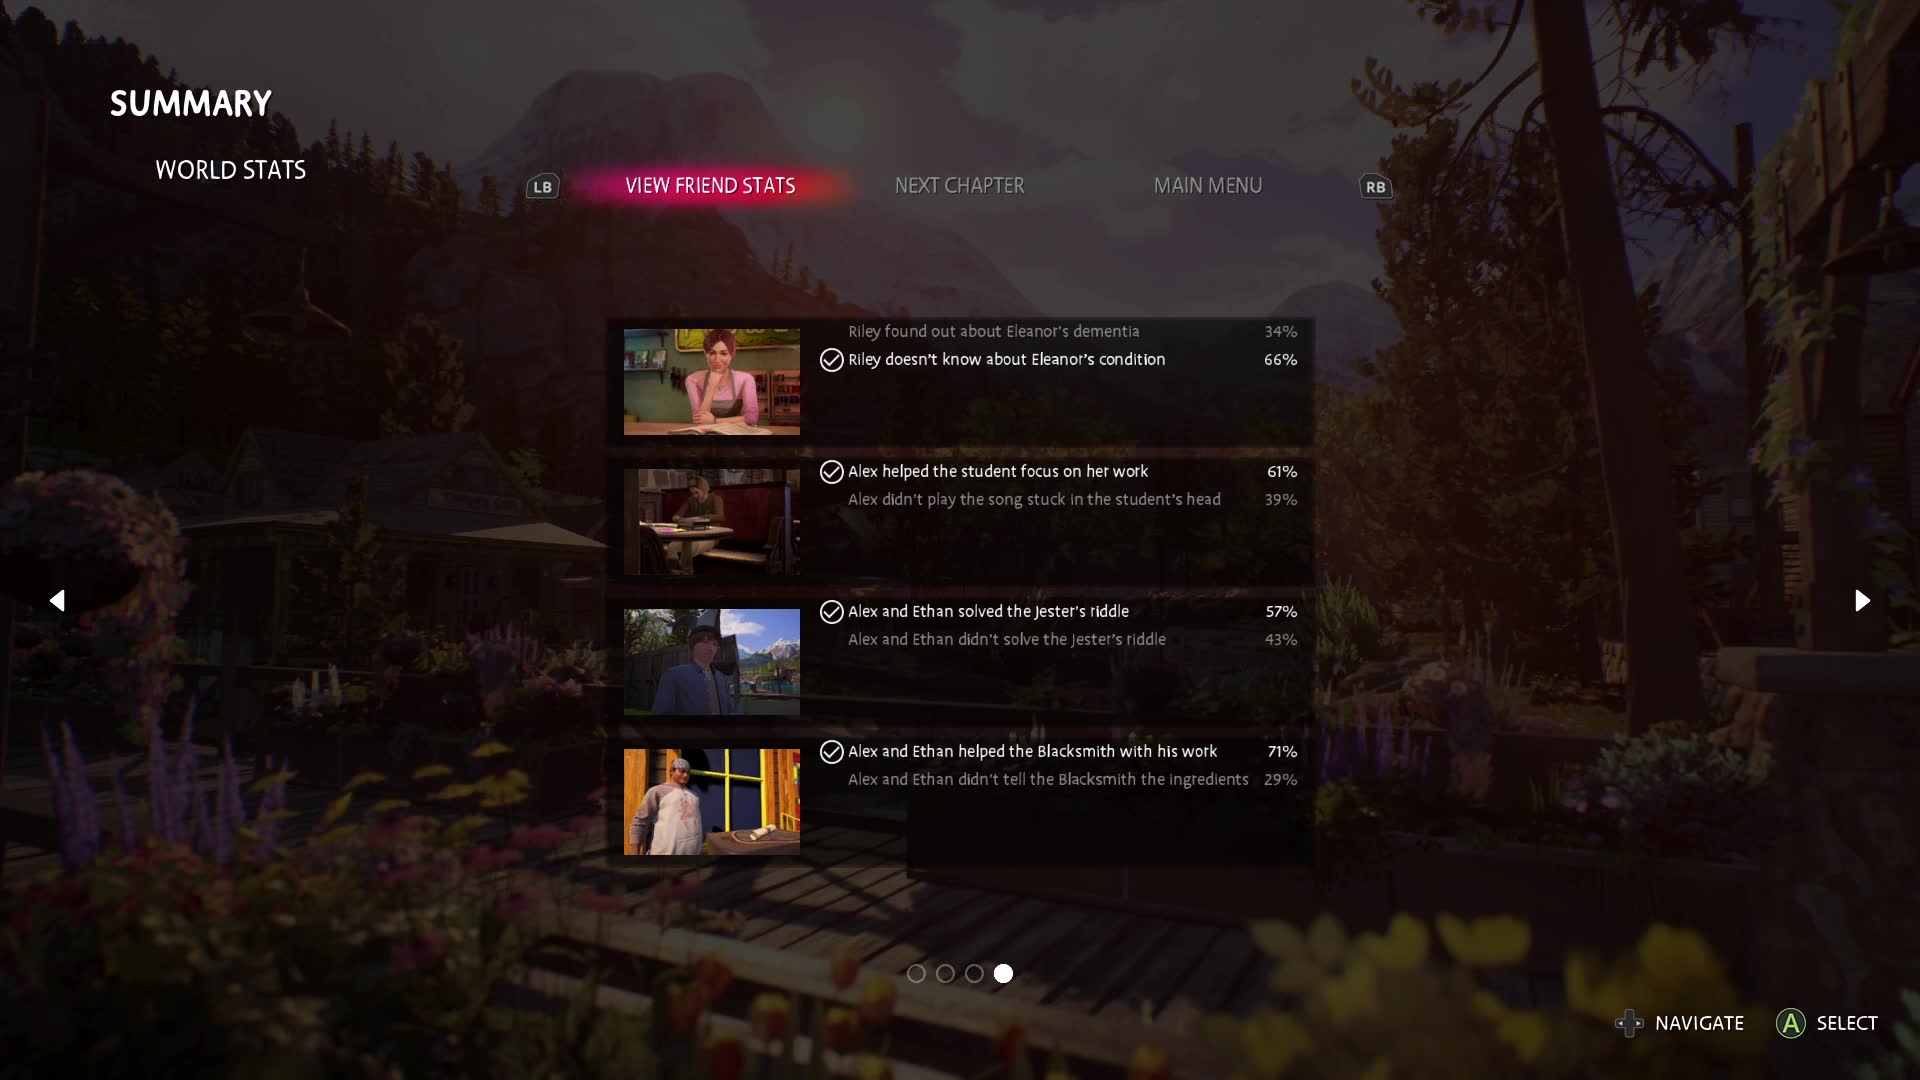 SUMMARY
WORLD STATS
LB
VIEW FRIEND STATS
NEXT CHAPTER
MAIN MENU
RB
Riley found out about Eleanor's dementia 34%
Riley doesn't know about Eleanor's condition 66%
Alex helped the student focus on her work 61%
Alex didn't play the song stuck in the student's head 39%
Alex and Ethan solved the Jester's riddle 57%
Alex and Ethan didn't solve the Jester's riddle 43%
Alex and Ethan helped the Blacksmith with his work 71%
Alex and Ethan didn't tell the Blacksmith the ingredients 29%
NAVIGATE
A SELECT